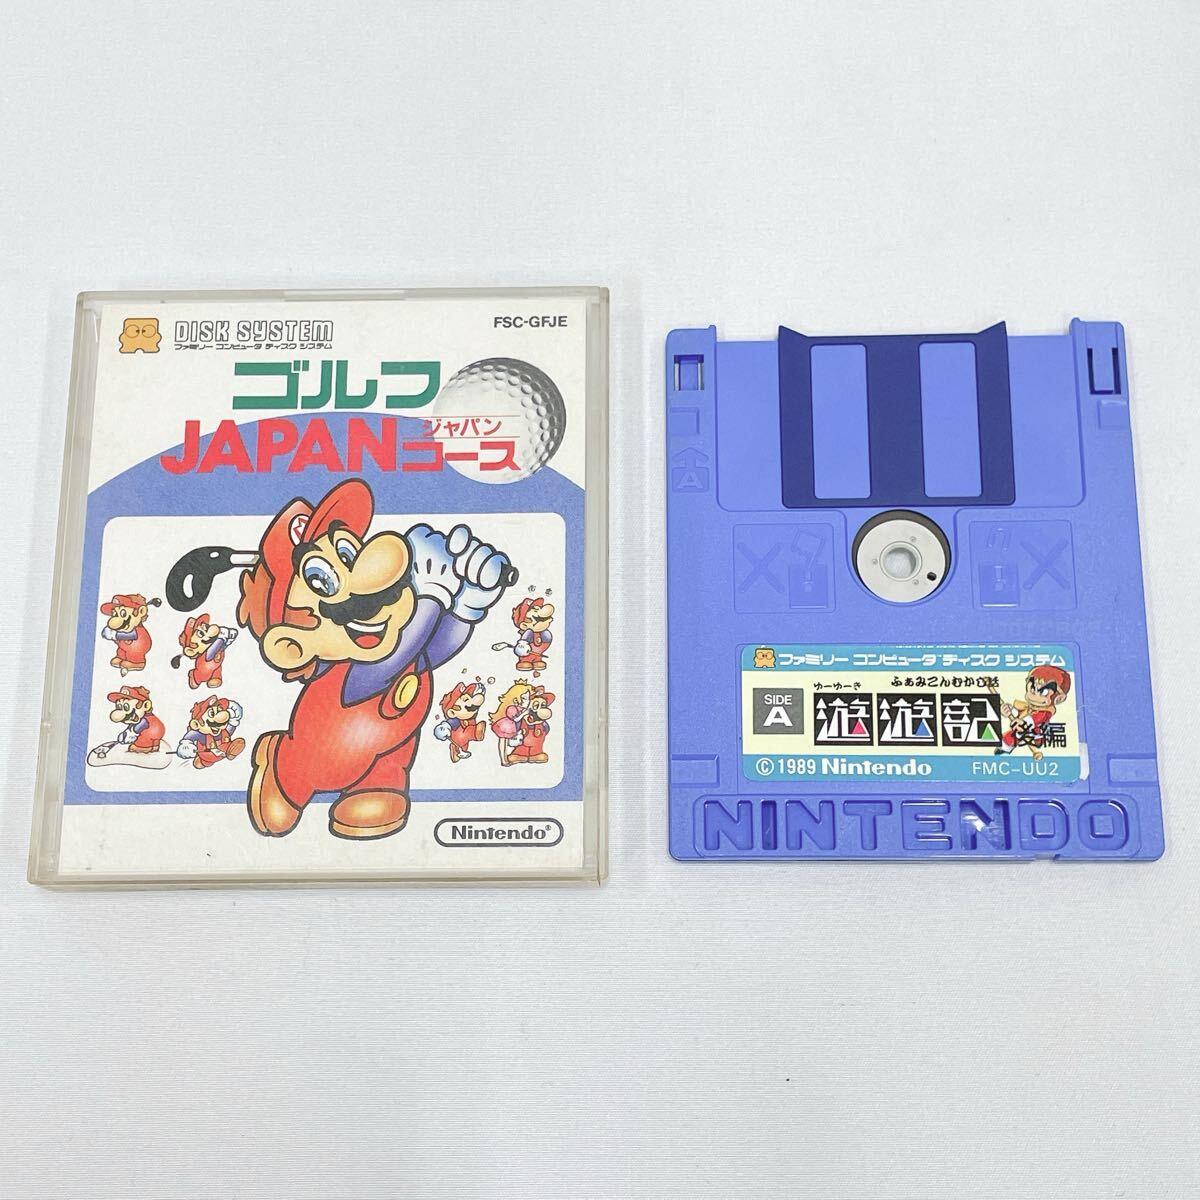 DISK SYSTEM
ファミリー コンピュータ ディスク システム
FSC-GFJE
ゴルフ
JAPANコース
ジャパン
M
Nintendo®
A
ファミリー コンピュータ ディスク システム
SIDE
A
ゆーゆーき
ふぁみこんむかし話
遊遊記
後編
©1989 Nintendo
FMC-UU2
NINTENDO